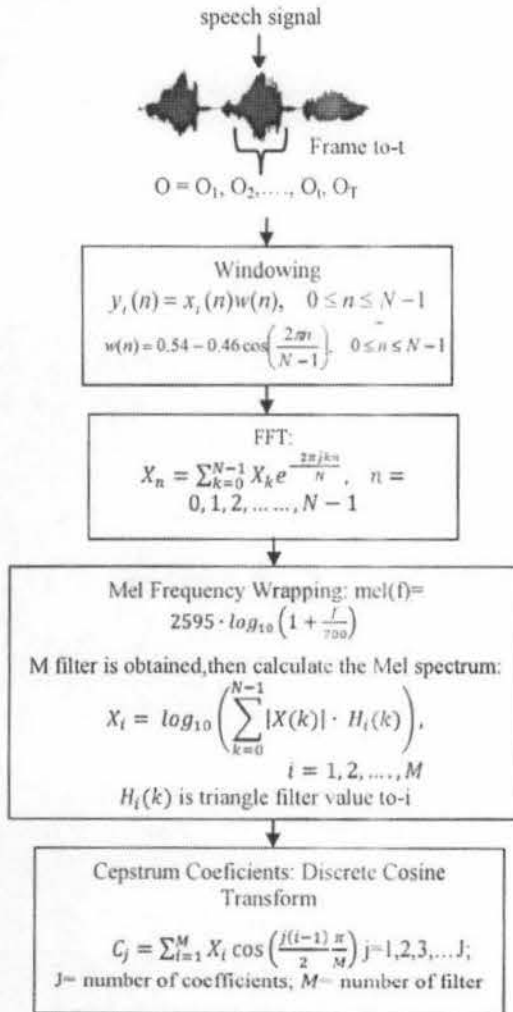 speech signal
Frame to-t
O = O₁, O₂,...., Oₜ, O_T
Windowing
yₜ(n) = xₜ(n)w(n),   0 ≤ n ≤ N−1
w(n) = 0.54 − 0.46 cos(2πn / (N−1)),   0 ≤ n ≤ N−1
FFT:
Xₙ = ∑_{k=0}^{N−1} X_k e^{−2πjkn/N},   n =
0, 1, 2, ... ..., N − 1
Mel Frequency Wrapping: mel(f)=
2595 · log₁₀(1 + f/700)
M filter is obtained,then calculate the Mel spectrum:
Xᵢ = log₁₀(∑_{k=0}^{N−1} |X(k)| · Hᵢ(k)),
i = 1, 2, ...., M
Hᵢ(k) is triangle filter value to-i
Cepstrum Coeficients: Discrete Cosine
Transform
C_j = ∑_{i=1}^{M} Xᵢ cos(j(i−1)/2 π/M) j=1,2,3,...J;
J= number of coefficients; M= number of filter